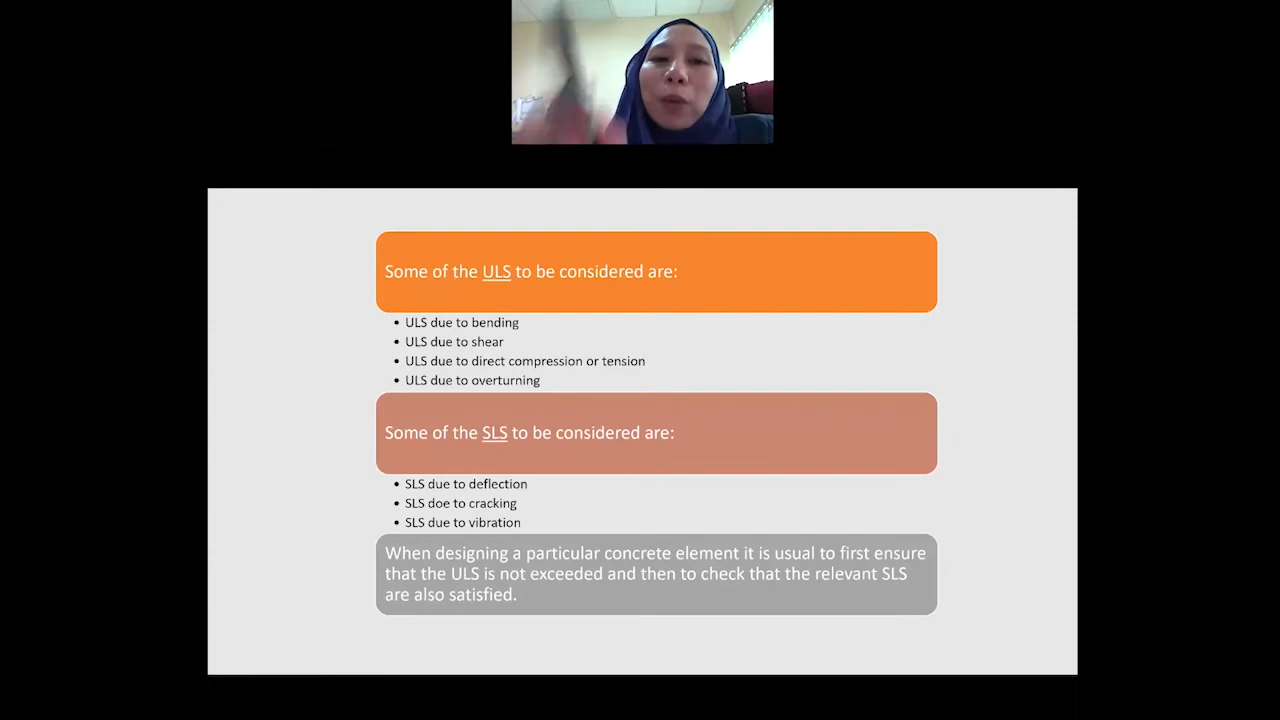 Some of the ULS to be considered are:
• ULS due to bending
• ULS due to shear
• ULS due to direct compression or tension
• ULS due to overturning
Some of the SLS to be considered are:
• SLS due to deflection
• SLS doe to cracking
• SLS due to vibration
When designing a particular concrete element it is usual to first ensure
that the ULS is not exceeded and then to check that the relevant SLS
are also satisfied.